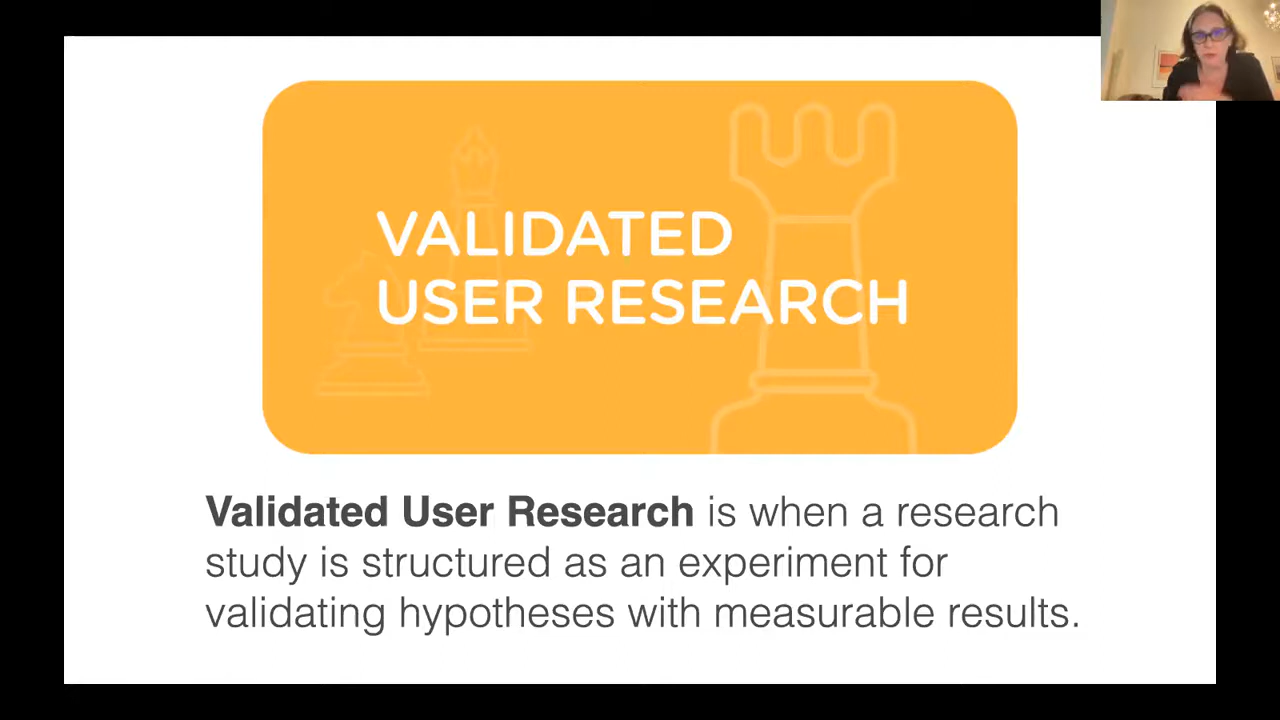 VALIDATED
USER RESEARCH
Validated User Research is when a research
study is structured as an experiment for
validating hypotheses with measurable results.